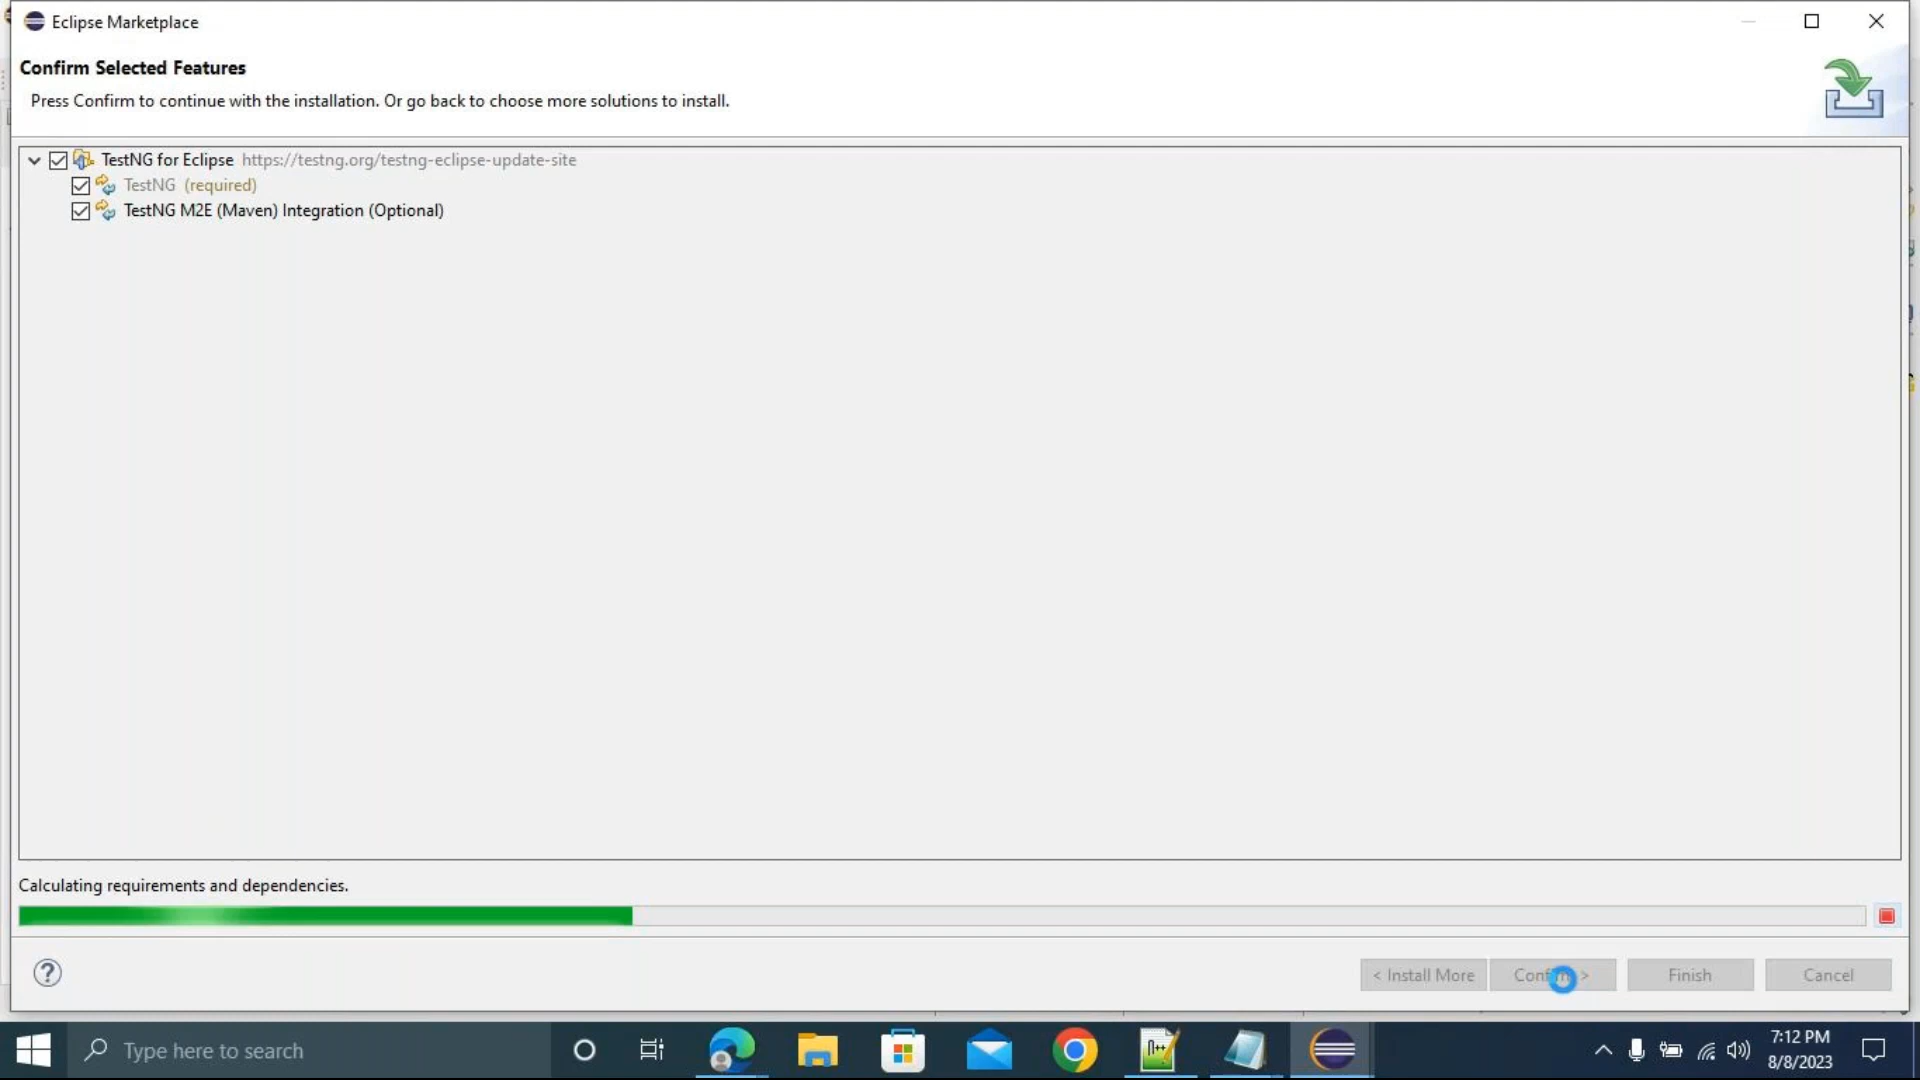 Eclipse Marketplace
Confirm Selected Features
Press Confirm to continue with the installation. Or go back to choose more solutions to install.
TestNG for Eclipse https://testng.org/testng-eclipse-update-site
TestNG (required)
TestNG M2E (Maven) Integration (Optional)
Calculating requirements and dependencies.
< Install More Confirm > Finish Cancel
Type here to search
7:12 PM
8/8/2023